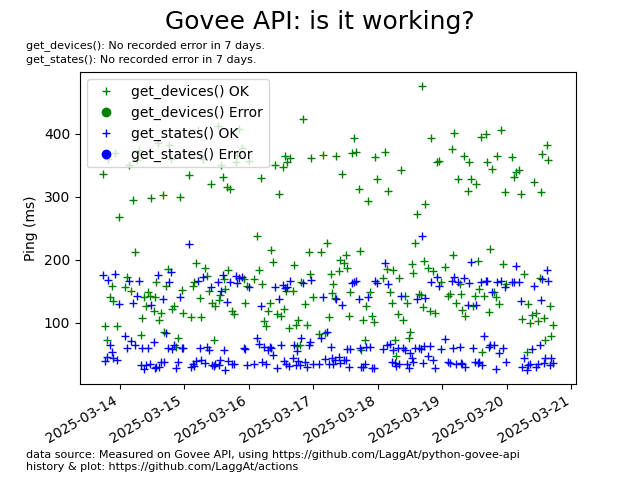 Govee API: is it working?
get_devices(): No recorded error in 7 days.
get_states(): No recorded error in 7 days.
get_devices() OK
get_devices() Error
get_states() OK
get_states() Error
Ping (ms)
400
300
200
100
2025-03-14
2025-03-15
2025-03-16
2025-03-17
2025-03-18
2025-03-19
2025-03-20
2025-03-21
data source: Measured on Govee API, using https://github.com/LaggAt/python-govee-api
history & plot: https://github.com/LaggAt/actions